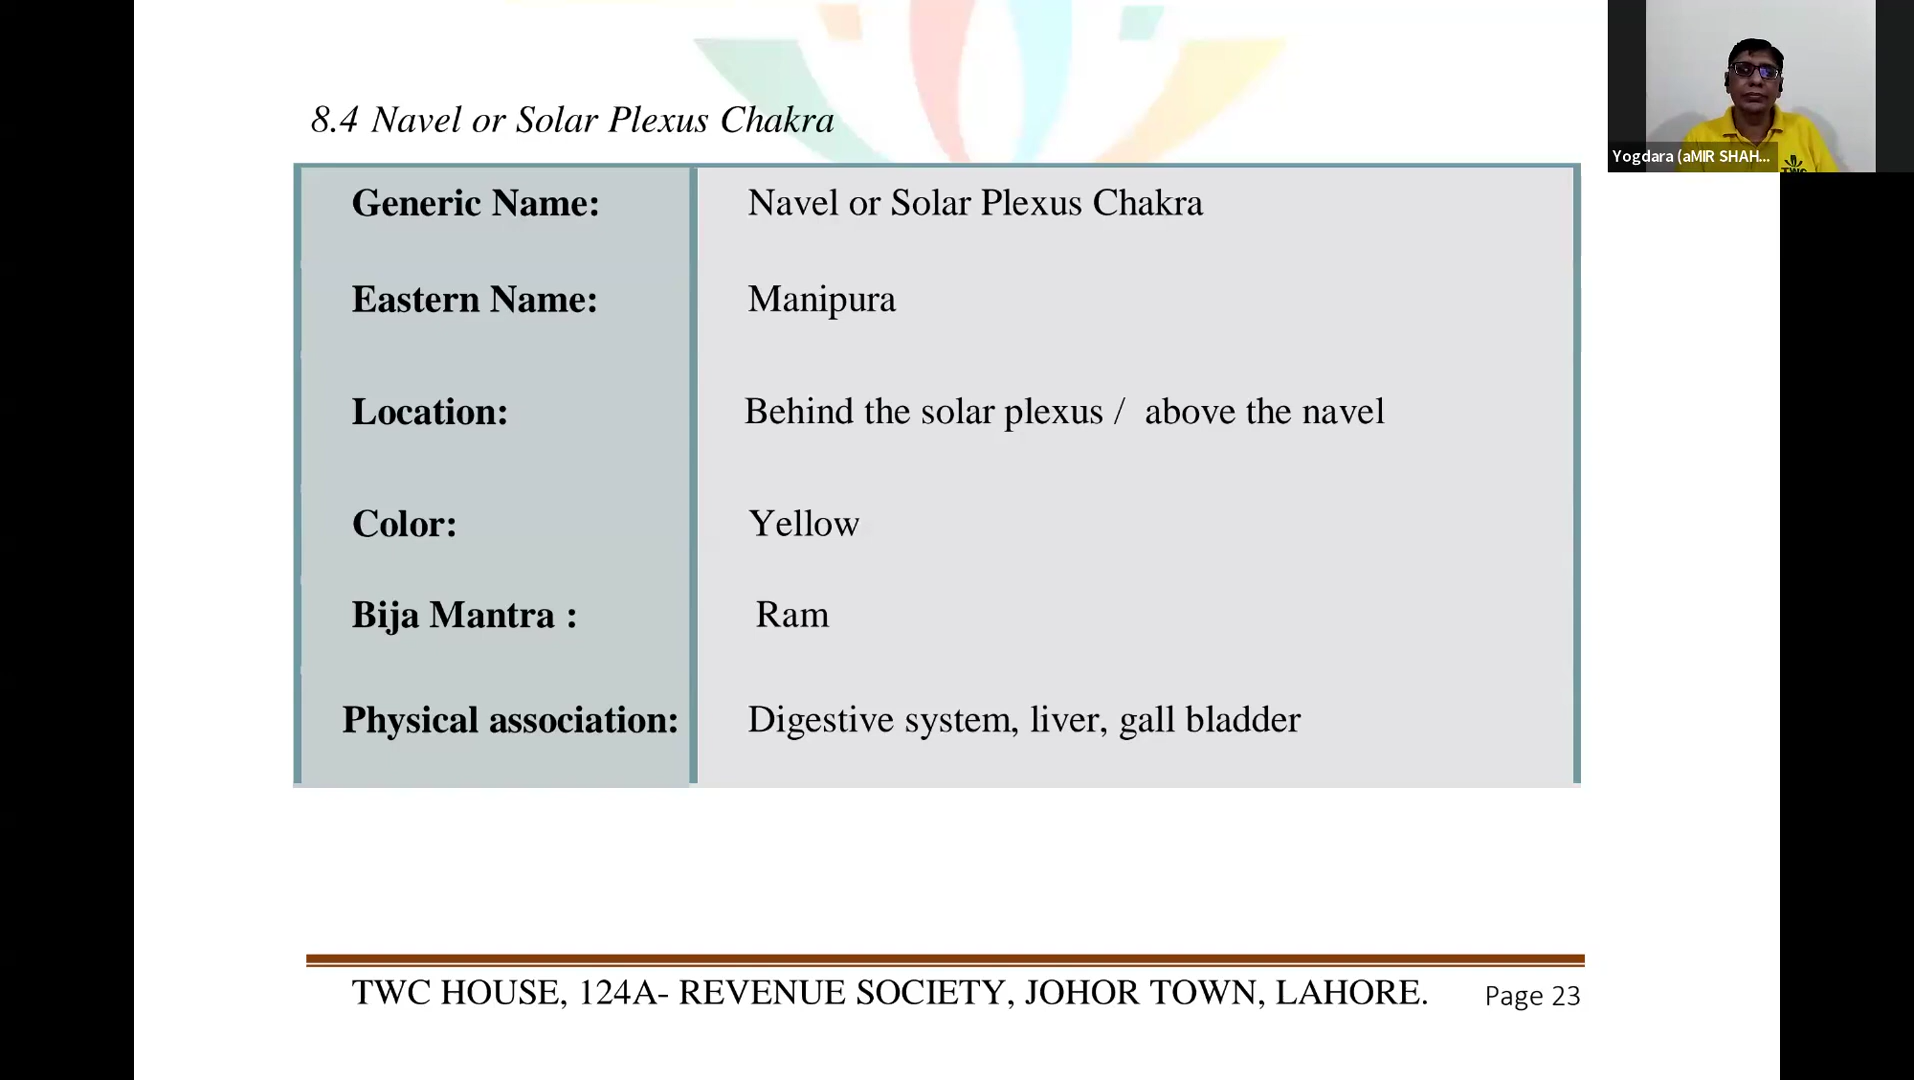 8.4 Navel or Solar Plexus Chakra
Generic Name: Navel or Solar Plexus Chakra
Eastern Name: Manipura
Location: Behind the solar plexus / above the navel
Color: Yellow
Bija Mantra : Ram
Physical association: Digestive system, liver, gall bladder
TWC HOUSE, 124A- REVENUE SOCIETY, JOHOR TOWN, LAHORE. Page 23
Yogdara (aMIR SHAH...
TWC